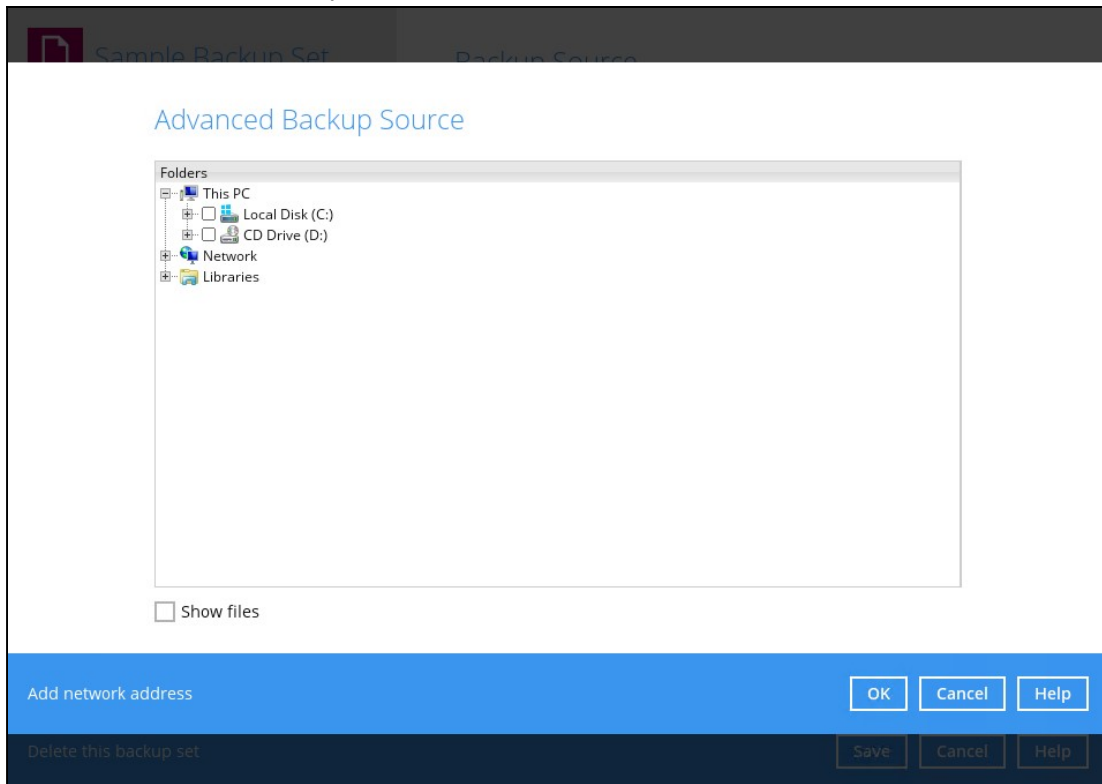 Sample Backup Set
Backup Source
Advanced Backup Source
Folders
This PC
Local Disk (C:)
CD Drive (D:)
Network
Libraries
Show files
Add network address
OK Cancel Help
Delete this backup set
Save Cancel Help